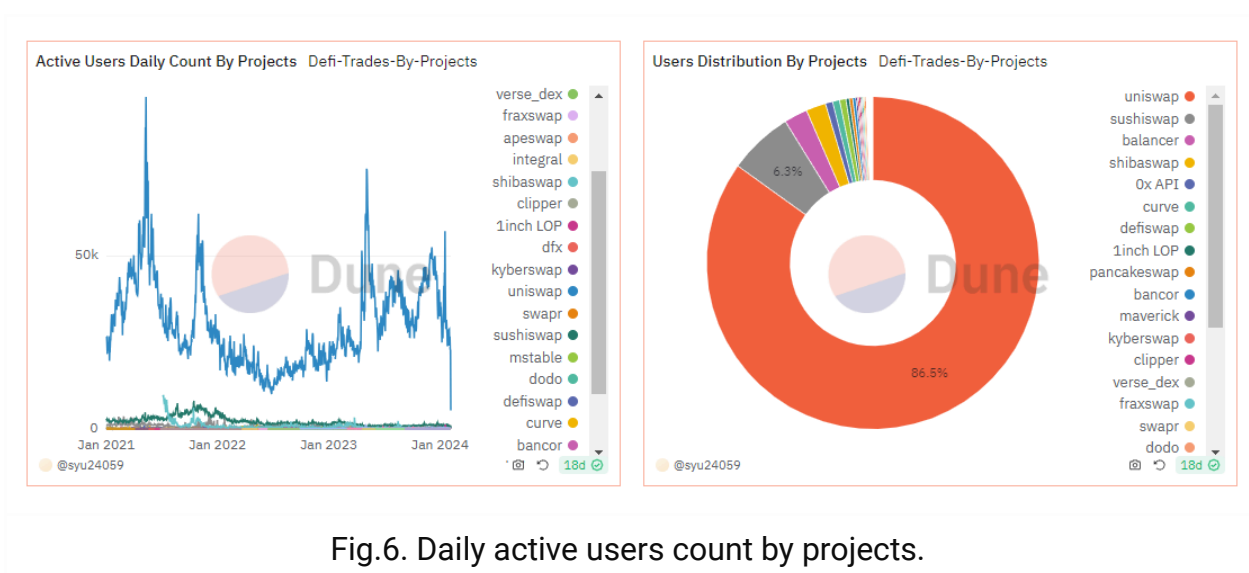 Active Users Daily Count By Projects Defi-Trades-By-Projects
verse_dex
fraxswap
apeswap
integral
shibaswap
clipper
1inch LOP
dfx
kyberswap
uniswap
swapr
sushiswap
mstable
dodo
defiswap
curve
bancor
50k
0
Jan 2021 Jan 2022 Jan 2023 Jan 2024
Dune
@syu24059
18d
Users Distribution By Projects Defi-Trades-By-Projects
uniswap
sushiswap
balancer
shibaswap
0x API
curve
defiswap
1inch LOP
pancakeswap
bancor
maverick
kyberswap
clipper
verse_dex
fraxswap
swapr
dodo
6.3%
86.5%
Dune
@syu24059
18d
Fig.6. Daily active users count by projects.